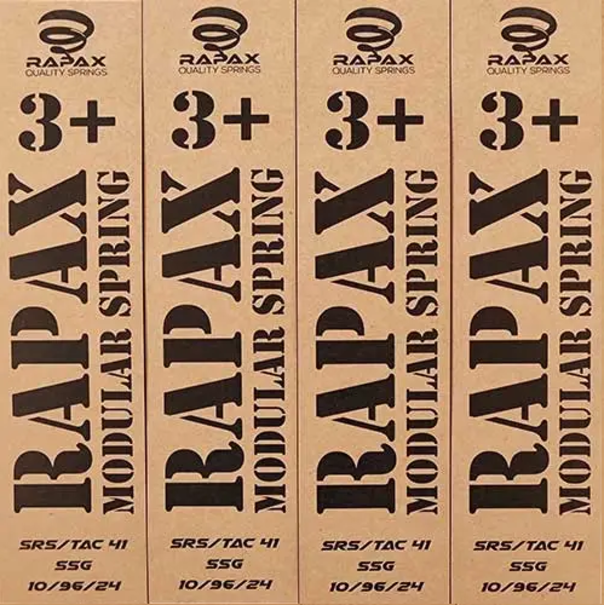 RAPAX
QUALITY SPRINGS
3+
RAPAX
MODULAR SPRING
SRS/TAC 41
SSG
10/96/24
RAPAX
QUALITY SPRINGS
3+
RAPAX
MODULAR SPRING
SRS/TAC 41
SSG
10/96/24
RAPAX
QUALITY SPRINGS
3+
RAPAX
MODULAR SPRING
SRS/TAC 41
SSG
10/96/24
RAPAX
QUALITY SPRINGS
3+
RAPAX
MODULAR SPRING
SRS/TAC 41
SSG
10/96/24